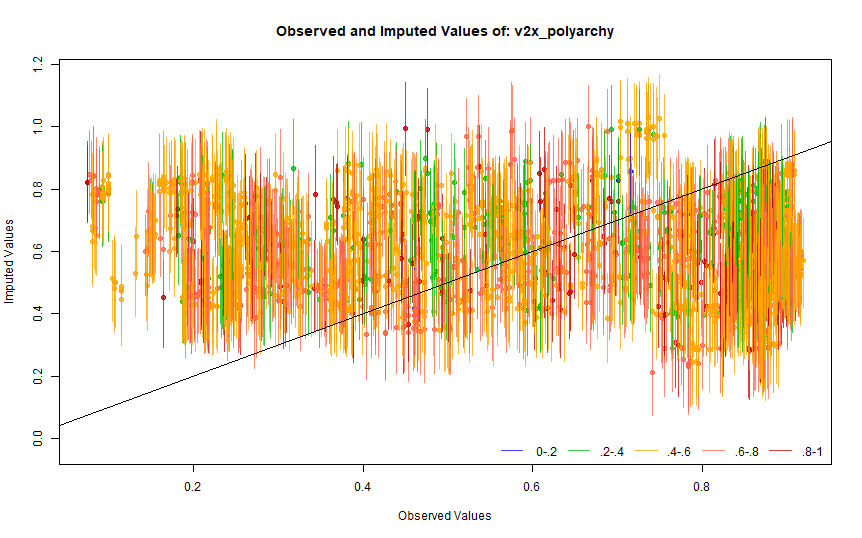 Observed and Imputed Values of: v2x_polyarchy
Imputed Values
1.2
1.0
0.8
0.6
0.4
0.2
0.0
0-.2 .2-.4 .4-.6 .6-.8 .8-1
0.2 0.4 0.6 0.8
Observed Values